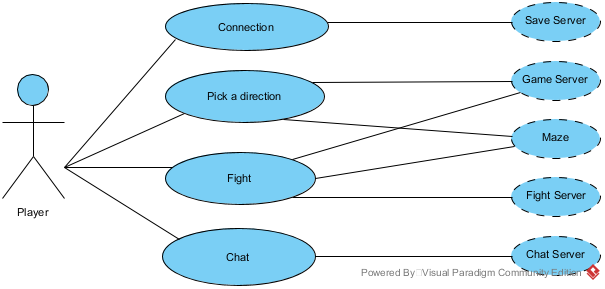 Connection
Save Server
Pick a direction
Game Server
Maze
Player
Fight
Fight Server
Chat
Chat Server
Powered By Visual Paradigm Community Edition